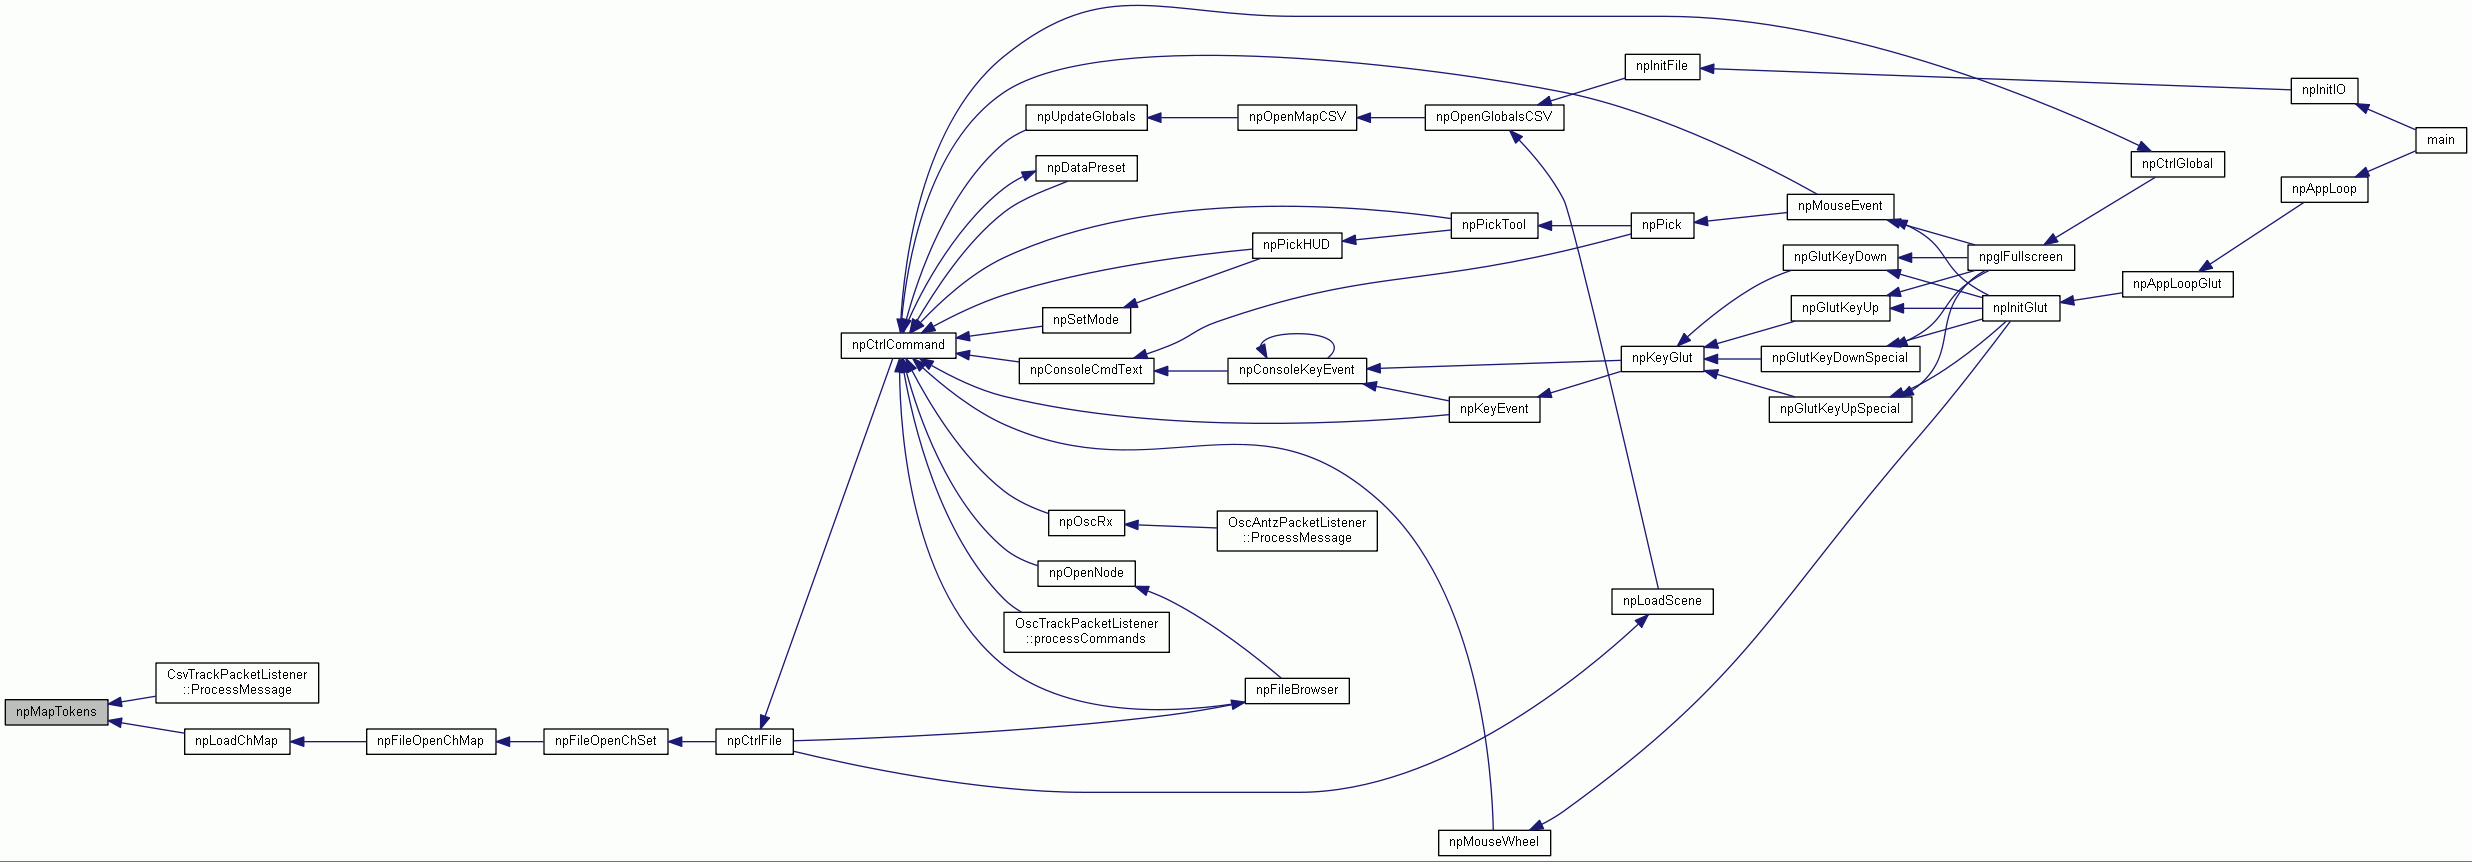 npInitFile
npInitIO
npUpdateGlobals
npOpenMapCSV
npOpenGlobalsCSV
main
npCtrlGlobal
npDataPreset
npAppLoop
npMouseEvent
npPickTool
npPick
npPickHUD
npGlutKeyDown
npglFullscreen
npAppLoopGlut
npSetMode
npGlutKeyUp
npInitGlut
npCtrlCommand
npKeyGlut
npGlutKeyDownSpecial
npConsoleCmdText
npConsoleKeyEvent
npKeyEvent
npGlutKeyUpSpecial
npOscRx
OscAntzPacketListener
::ProcessMessage
npOpenNode
npLoadScene
OscTrackPacketListener
::processCommands
CsvTrackPacketListener
::ProcessMessage
npFileBrowser
npMapTokens
npLoadChMap
npFileOpenChMap
npFileOpenChSet
npCtrlFile
npMouseWheel